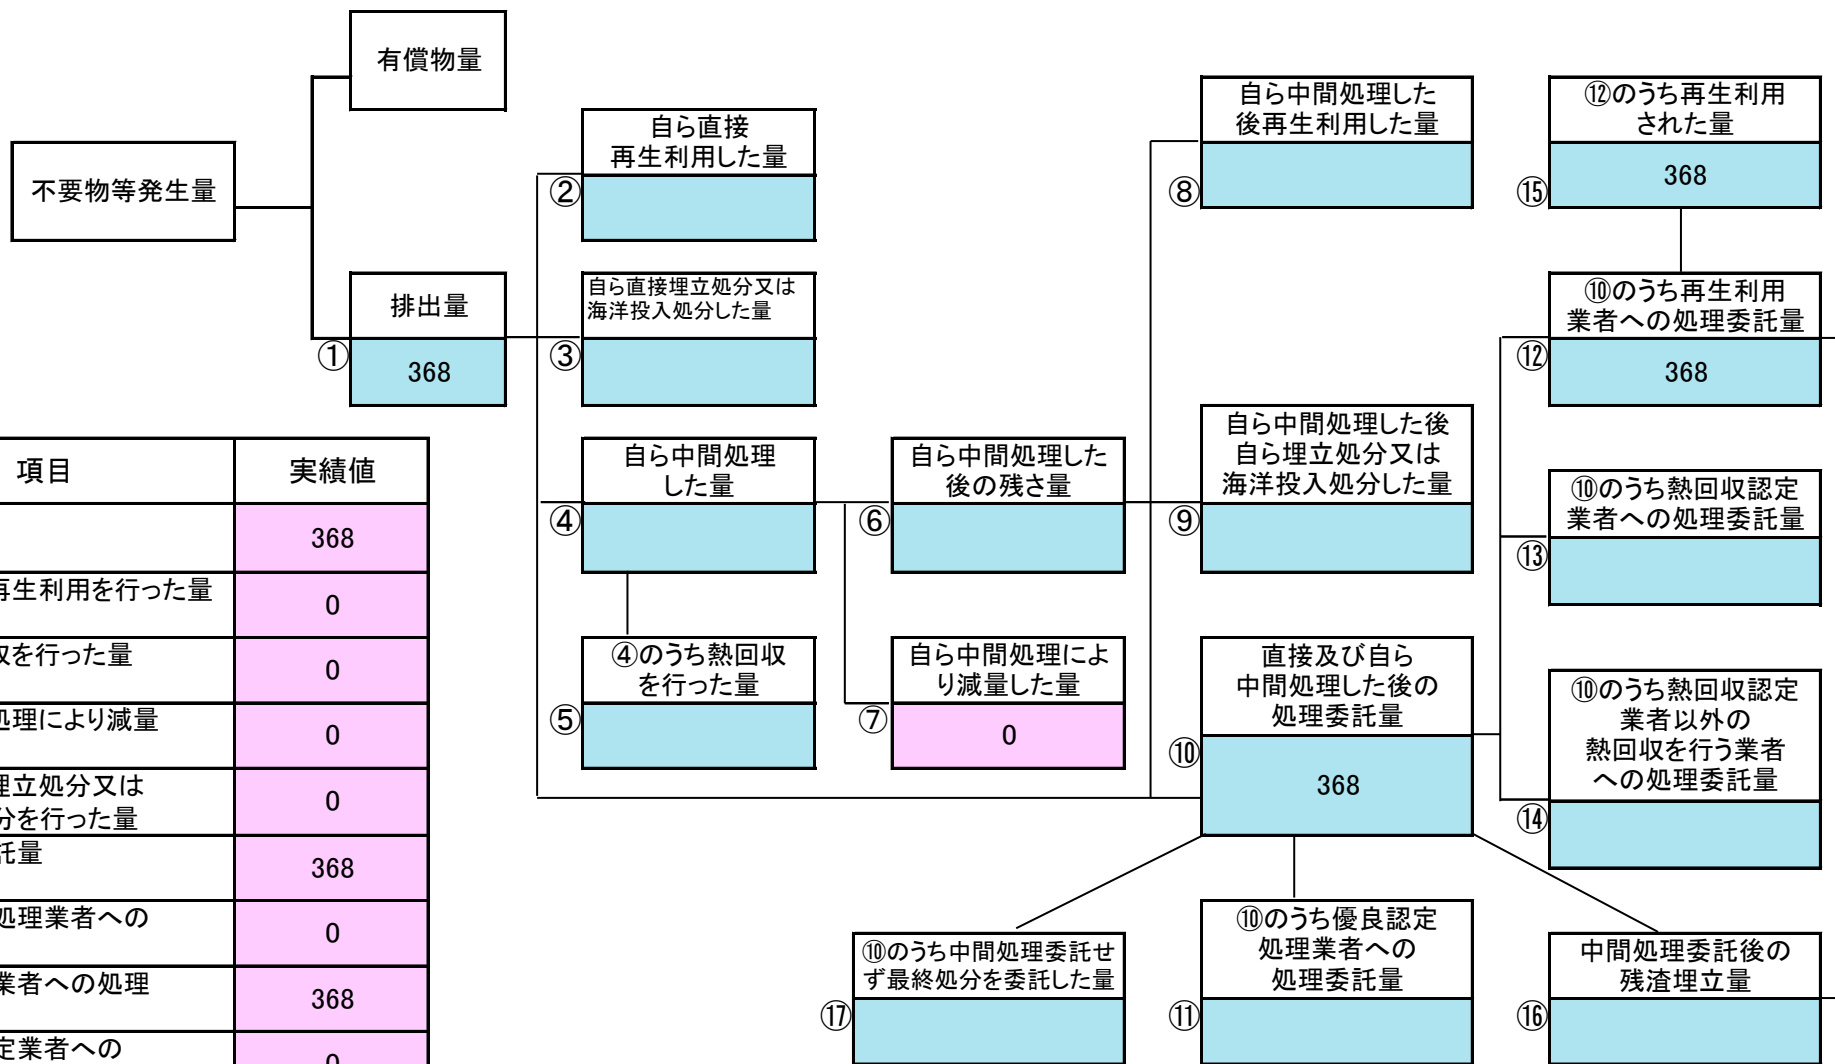 有償物量
不要物等発生量
排出量
①
368
自ら直接
再生利用した量
②
自ら直接埋立処分又は
海洋投入処分した量
③
自ら中間処理
した量
④
④のうち熱回収
を行った量
⑤
自ら中間処理した
後の残さ量
⑥
自ら中間処理によ
り減量した量
⑦
0
自ら中間処理した
後再生利用した量
⑧
自ら中間処理した後
自ら埋立処分又は
海洋投入処分した量
⑨
直接及び自ら
中間処理した後の
処理委託量
⑩
368
⑩のうち優良認定
処理業者への
処理委託量
⑪
⑩のうち中間処理委託せ
ず最終処分を委託した量
⑰
⑫のうち再生利用
された量
⑮
368
⑩のうち再生利用
業者への処理委託量
⑫
368
⑩のうち熱回収認定
業者への処理委託量
⑬
⑩のうち熱回収認定
業者以外の
熱回収を行う業者
への処理委託量
⑭
中間処理委託後の
残渣埋立量
⑯
項目 実績値
368
再生利用を行った量
0
を行った量
0
処理により減量
0
埋立処分又は
分を行った量
0
託量
368
処理業者への
0
業者への処理
368
定業者への
0